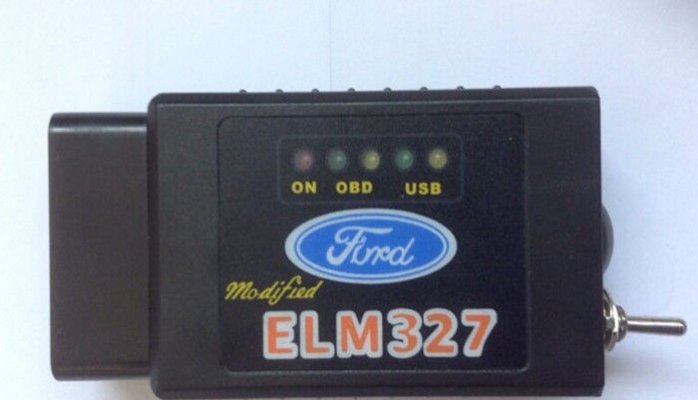 ON OBD USB
Ford
Modified
ELM327